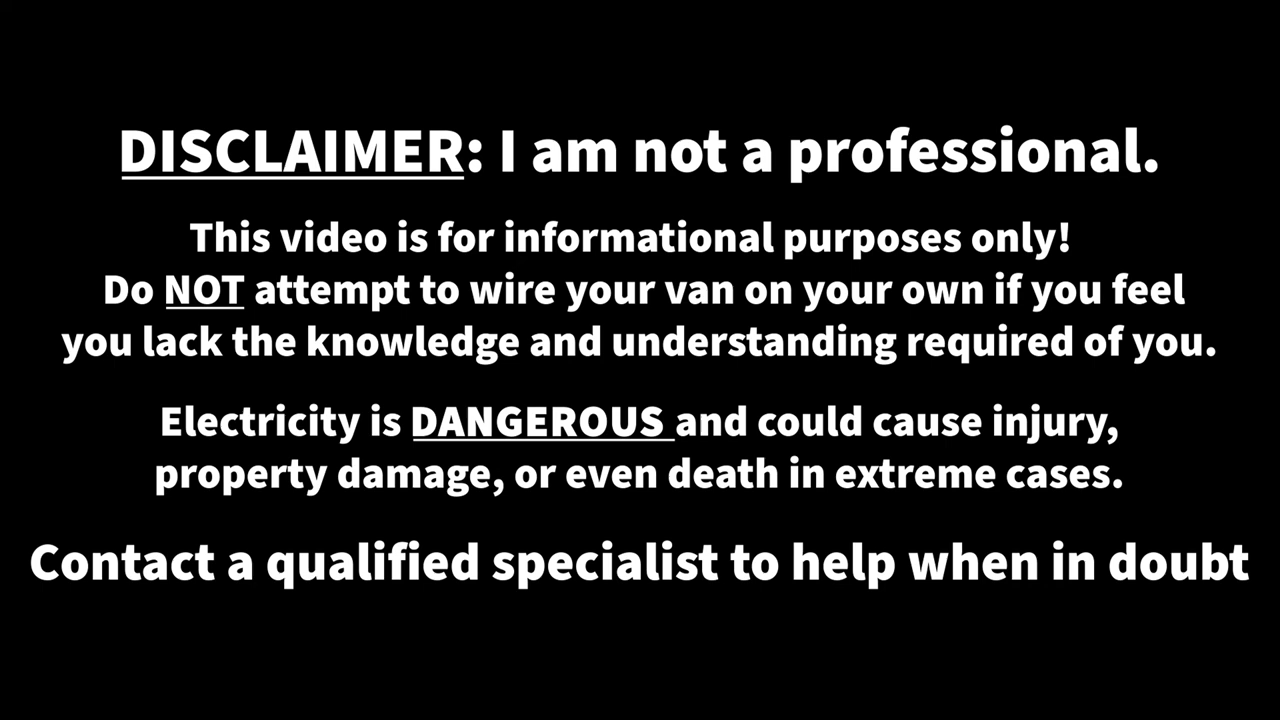 DISCLAIMER: I am not a professional.
This video is for informational purposes only!
Do NOT attempt to wire your van on your own if you feel
you lack the knowledge and understanding required of you.
Electricity is DANGEROUS and could cause injury,
property damage, or even death in extreme cases.
Contact a qualified specialist to help when in doubt